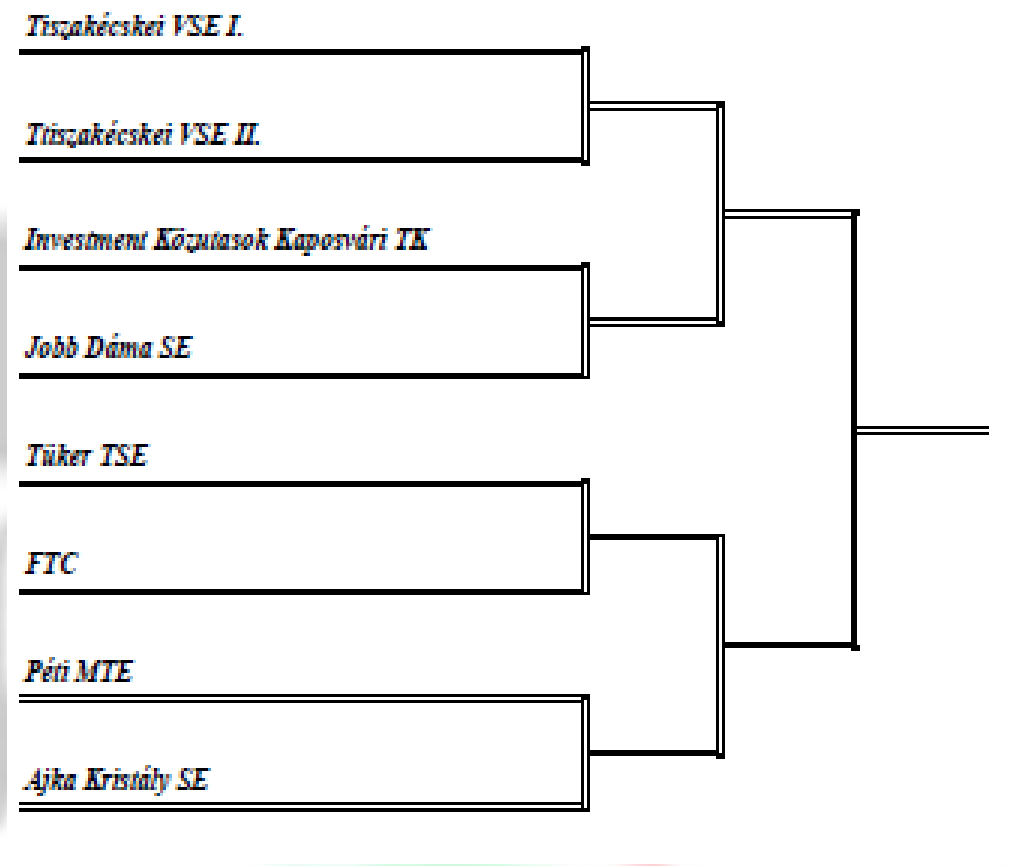 Tiszakécskei VSE I.
Ttiszakécskei VSE II.
Investment Közutasok Kaposvári TK
Jobb Dáma SE
Tüker TSE
FTC
Péti MTE
Ajka Kristály SE